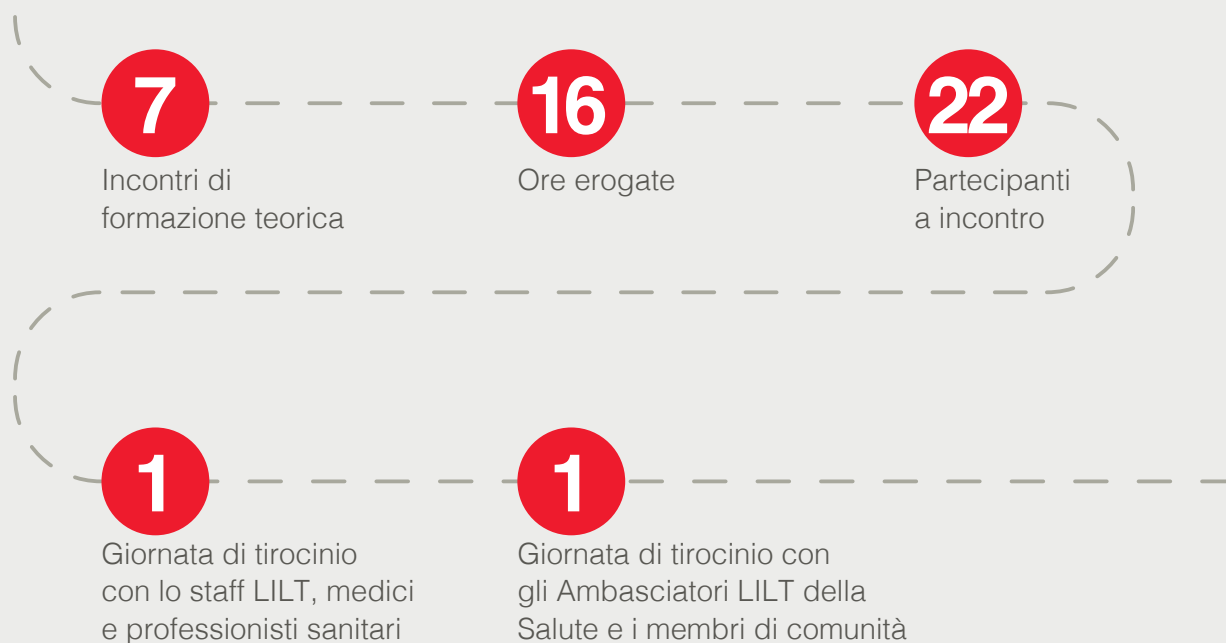 7
Incontri di
formazione teorica
16
Ore erogate
22
Partecipanti
a incontro
1
Giornata di tirocinio
con lo staff LILT, medici
e professionisti sanitari
1
Giornata di tirocinio con
gli Ambasciatori LILT della
Salute e i membri di comunità